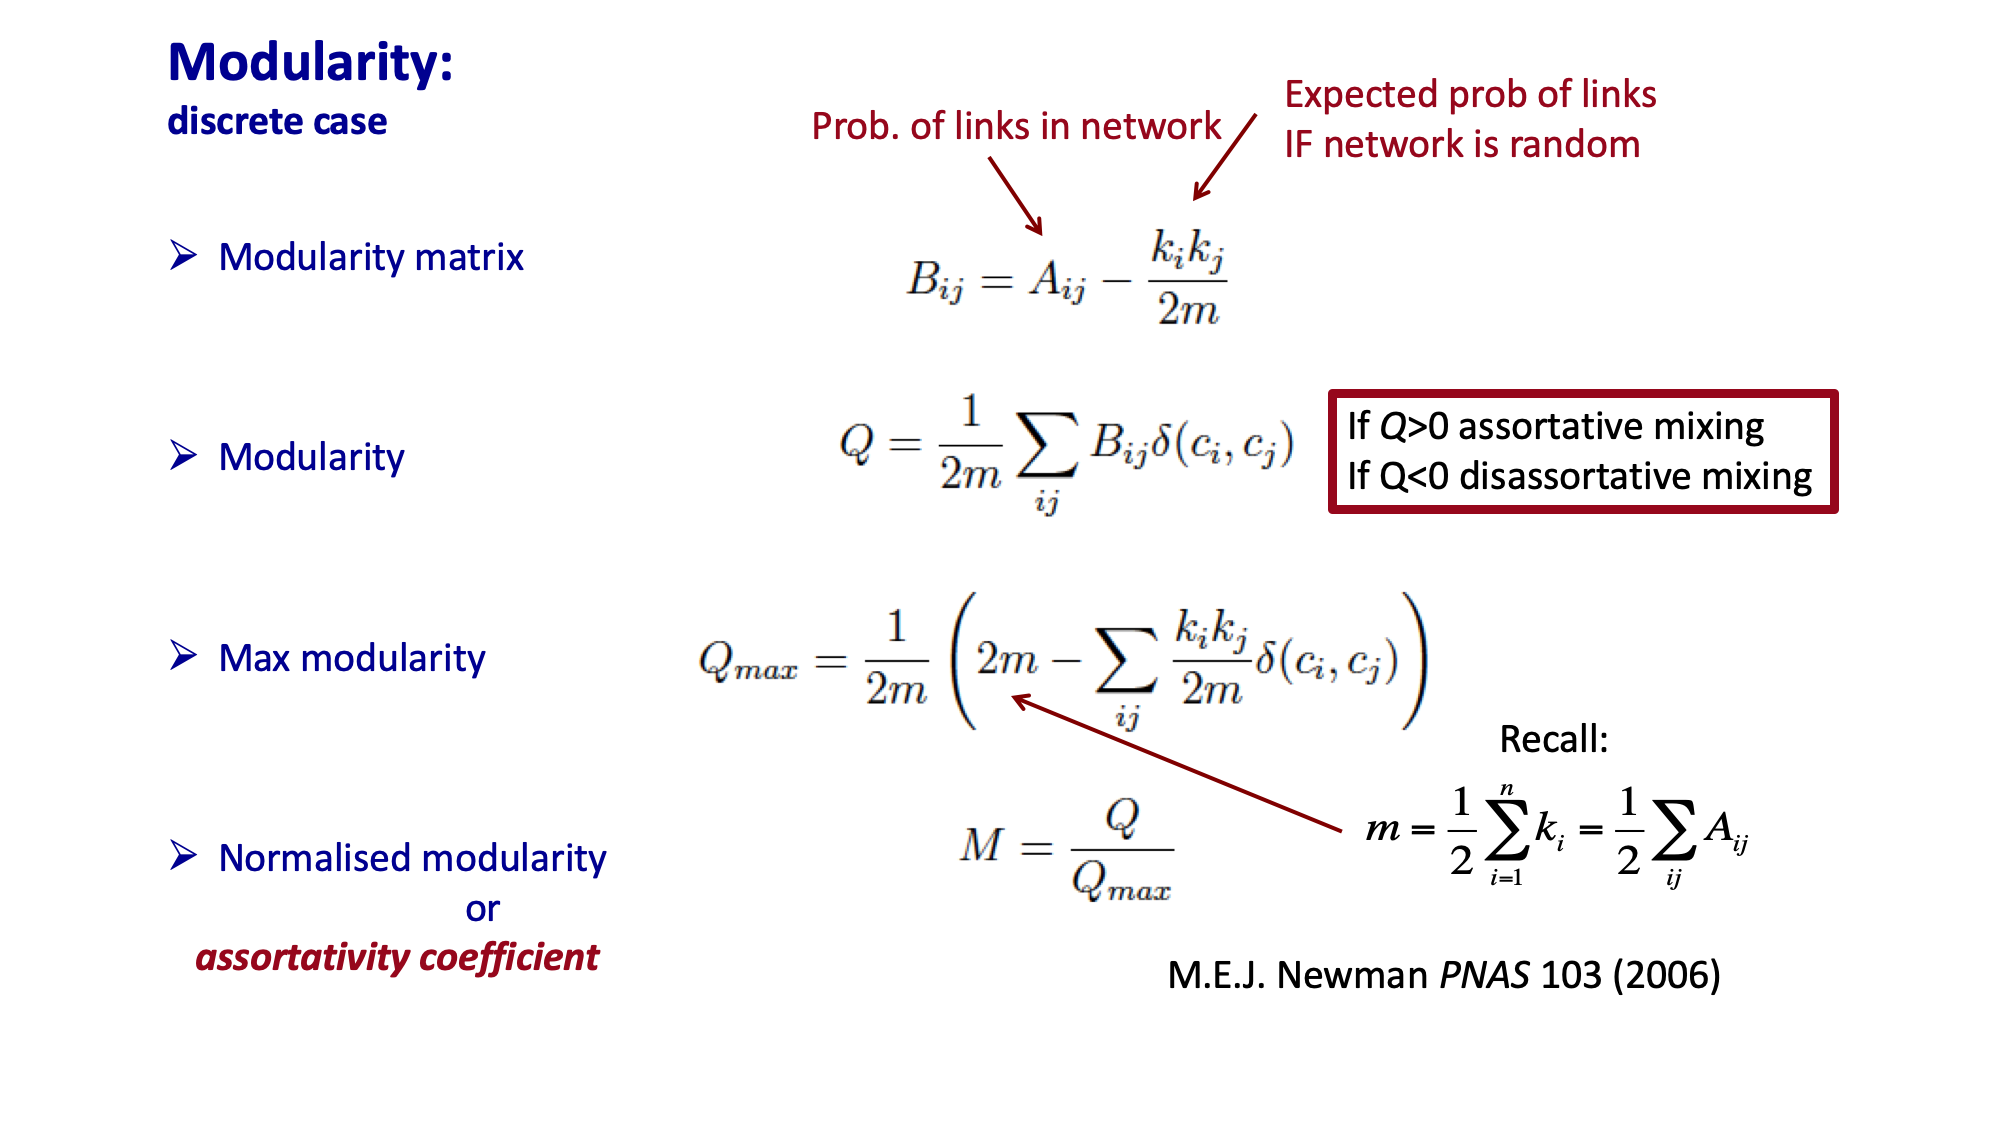 Modularity:
discrete case
Prob. of links in network
Expected prob of links
IF network is random
➢ Modularity matrix
B_{ij} = A_{ij} − \frac{k_i k_j}{2m}
➢ Modularity
Q = \frac{1}{2m} \sum_{ij} B_{ij} δ(c_i, c_j)
If Q>0 assortative mixing
If Q<0 disassortative mixing
➢ Max modularity
Q_{max} = \frac{1}{2m} \left( 2m − \sum_{ij} \frac{k_i k_j}{2m} δ(c_i, c_j) \right)
Recall:
m = \frac{1}{2} \sum_{i=1}^{n} k_i = \frac{1}{2} \sum_{ij} A_{ij}
➢ Normalised modularity
or
assortativity coefficient
M = \frac{Q}{Q_{max}}
M.E.J. Newman PNAS 103 (2006)